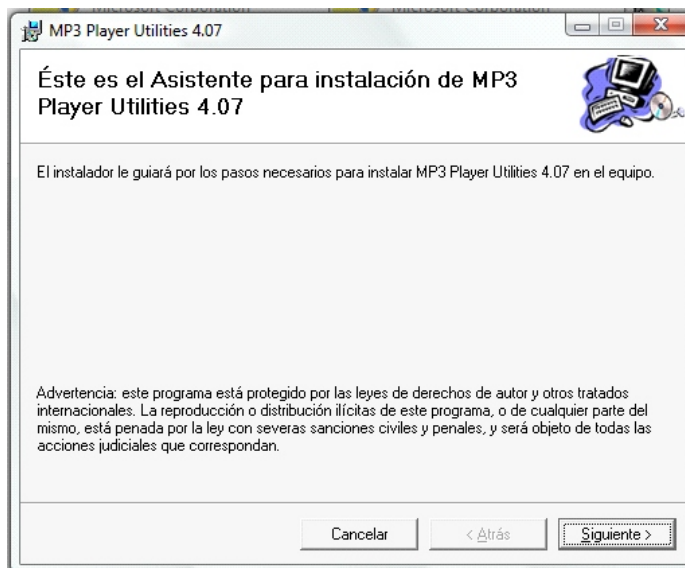 Microsoft Corporation Microsoft Corporation
MP3 Player Utilities 4.07
Éste es el Asistente para instalación de MP3
Player Utilities 4.07
El instalador le guiará por los pasos necesarios para instalar MP3 Player Utilities 4.07 en el equipo.
Advertencia: este programa está protegido por las leyes de derechos de autor y otros tratados
internacionales. La reproducción o distribución ilícitas de este programa, o de cualquier parte del
mismo, está penada por la ley con severas sanciones civiles y penales, y será objeto de todas las
acciones judiciales que correspondan.
Cancelar < Atrás Siguiente >